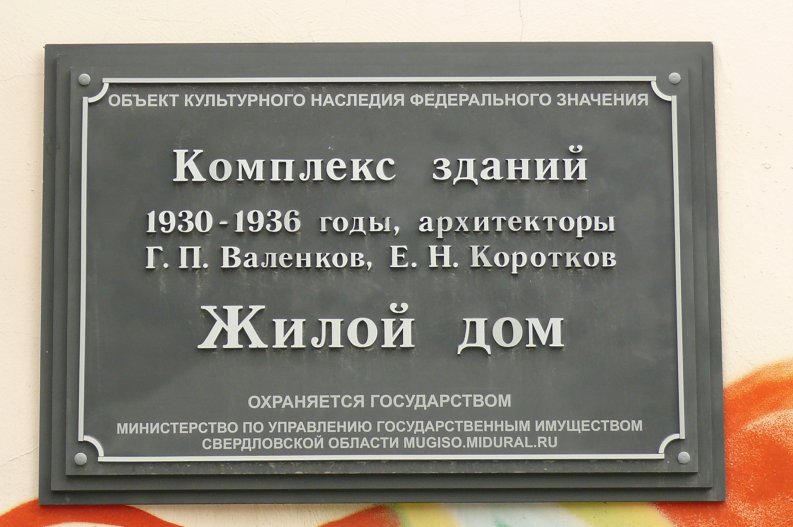 ОБЪЕКТ КУЛЬТУРНОГО НАСЛЕДИЯ ФЕДЕРАЛЬНОГО ЗНАЧЕНИЯ
Комплекс зданий
1930-1936 годы, архитекторы
Г. П. Валенков, Е. Н. Коротков
Жилой дом
ОХРАНЯЕТСЯ ГОСУДАРСТВОМ
МИНИСТЕРСТВО ПО УПРАВЛЕНИЮ ГОСУДАРСТВЕННЫМ ИМУЩЕСТВОМ
СВЕРДЛОВСКОЙ ОБЛАСТИ MUGISO.MIDURAL.RU